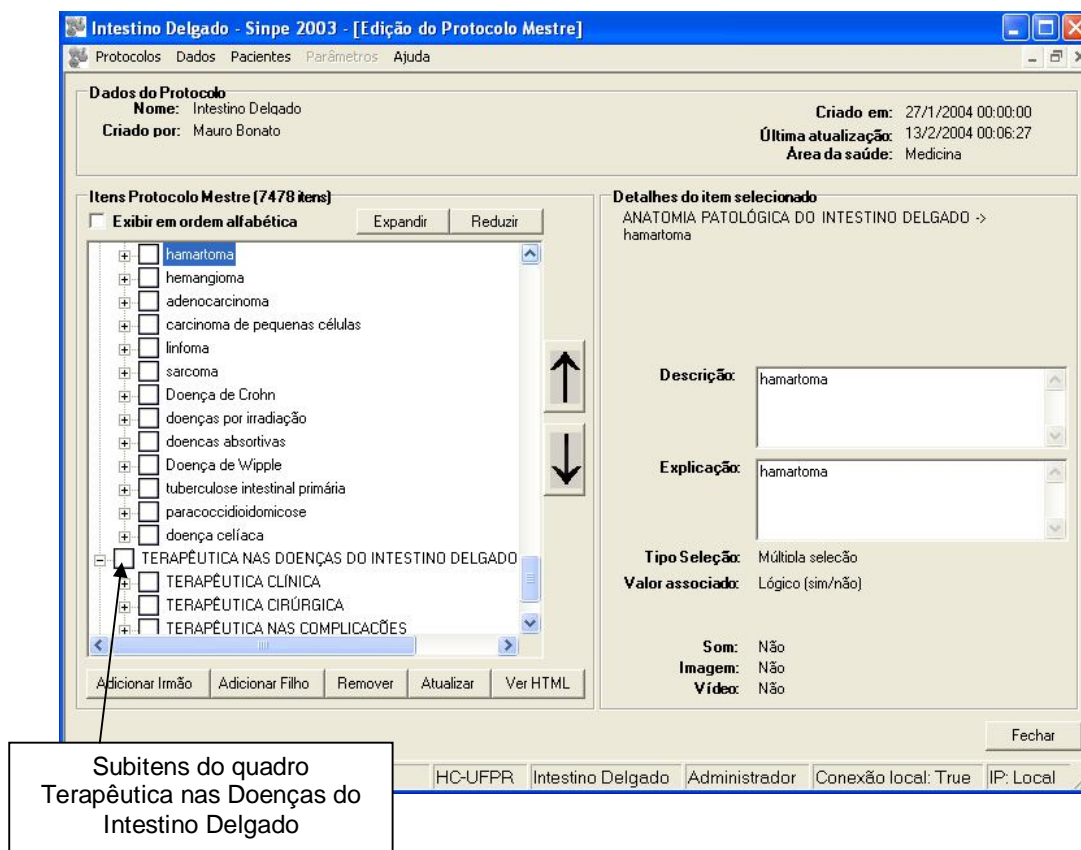 Intestino Delgado - Sinpe 2003 - [Edição do Protocolo Mestre]
Protocolos Dados Pacientes Parâmetros Ajuda
Dados do Protocolo
Nome: Intestino Delgado
Criado por: Mauro Bonato
Criado em: 27/1/2004 00:00:00
Última atualização: 13/2/2004 00:06:27
Área da saúde: Medicina
Itens Protocolo Mestre (7478 itens)
Exibir em ordem alfabética Expandir Reduzir
hamartoma
hemangioma
adenocarcinoma
carcinoma de pequenas células
linfoma
sarcoma
Doença de Crohn
doenças por irradiação
doencas absortivas
Doença de Wipple
tuberculose intestinal primária
paracoccidioidomicose
doença celíaca
TERAPÊUTICA NAS DOENÇAS DO INTESTINO DELGADO
TERAPÊUTICA CLÍNICA
TERAPÊUTICA CIRÚRGICA
TERAPÊUTICA NAS COMPLICACÕES
Adicionar Irmão Adicionar Filho Remover Atualizar Ver HTML
Detalhes do item selecionado
ANATOMIA PATOLÓGICA DO INTESTINO DELGADO ->
hamartoma
Descrição: hamartoma
Explicação: hamartoma
Tipo Seleção: Múltipla selecão
Valor associado: Lógico (sim/não)
Som: Não
Imagem: Não
Vídeo: Não
Fechar
HC-UFPR Intestino Delgado Administrador Conexão local: True IP: Local
Subitens do quadro
Terapêutica nas Doenças do
Intestino Delgado